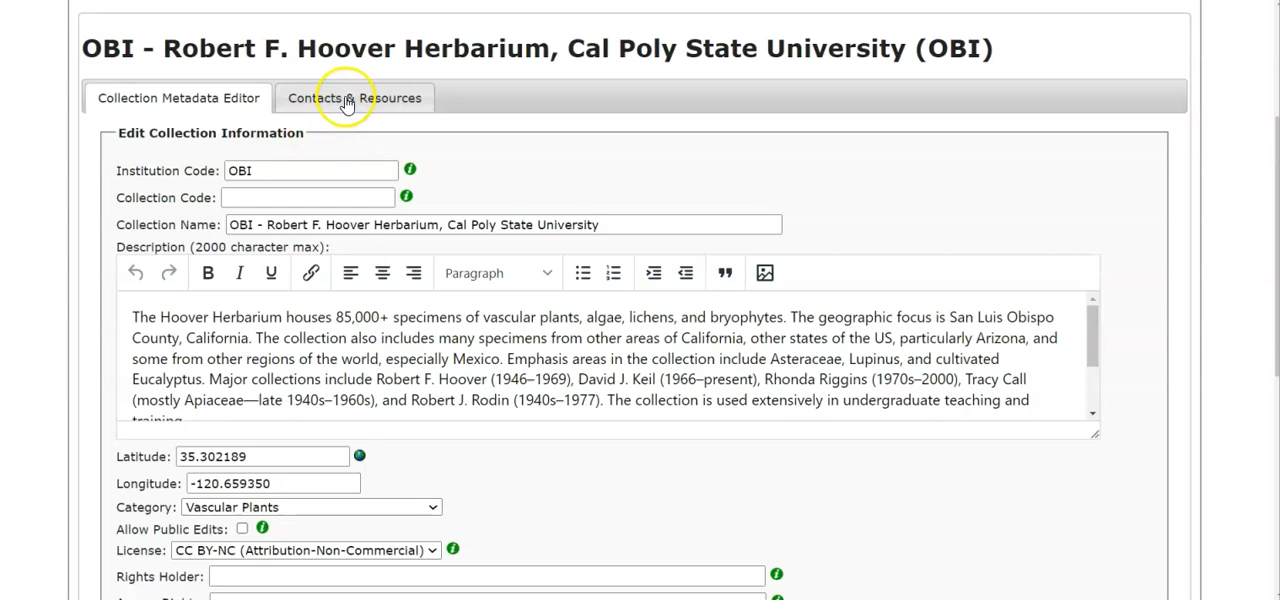 OBI - Robert F. Hoover Herbarium, Cal Poly State University (OBI)
Collection Metadata Editor
Contacts & Resources
Edit Collection Information
Institution Code: OBI
Collection Code:
Collection Name: OBI - Robert F. Hoover Herbarium, Cal Poly State University
Description (2000 character max):
Paragraph
The Hoover Herbarium houses 85,000+ specimens of vascular plants, algae, lichens, and bryophytes. The geographic focus is San Luis Obispo
County, California. The collection also includes many specimens from other areas of California, other states of the US, particularly Arizona, and
some from other regions of the world, especially Mexico. Emphasis areas in the collection include Asteraceae, Lupinus, and cultivated
Eucalyptus. Major collections include Robert F. Hoover (1946–1969), David J. Keil (1966–present), Rhonda Riggins (1970s–2000), Tracy Call
(mostly Apiaceae—late 1940s–1960s), and Robert J. Rodin (1940s–1977). The collection is used extensively in undergraduate teaching and
training
Latitude: 35.302189
Longitude: -120.659350
Category: Vascular Plants
Allow Public Edits:
License: CC BY-NC (Attribution-Non-Commercial)
Rights Holder: